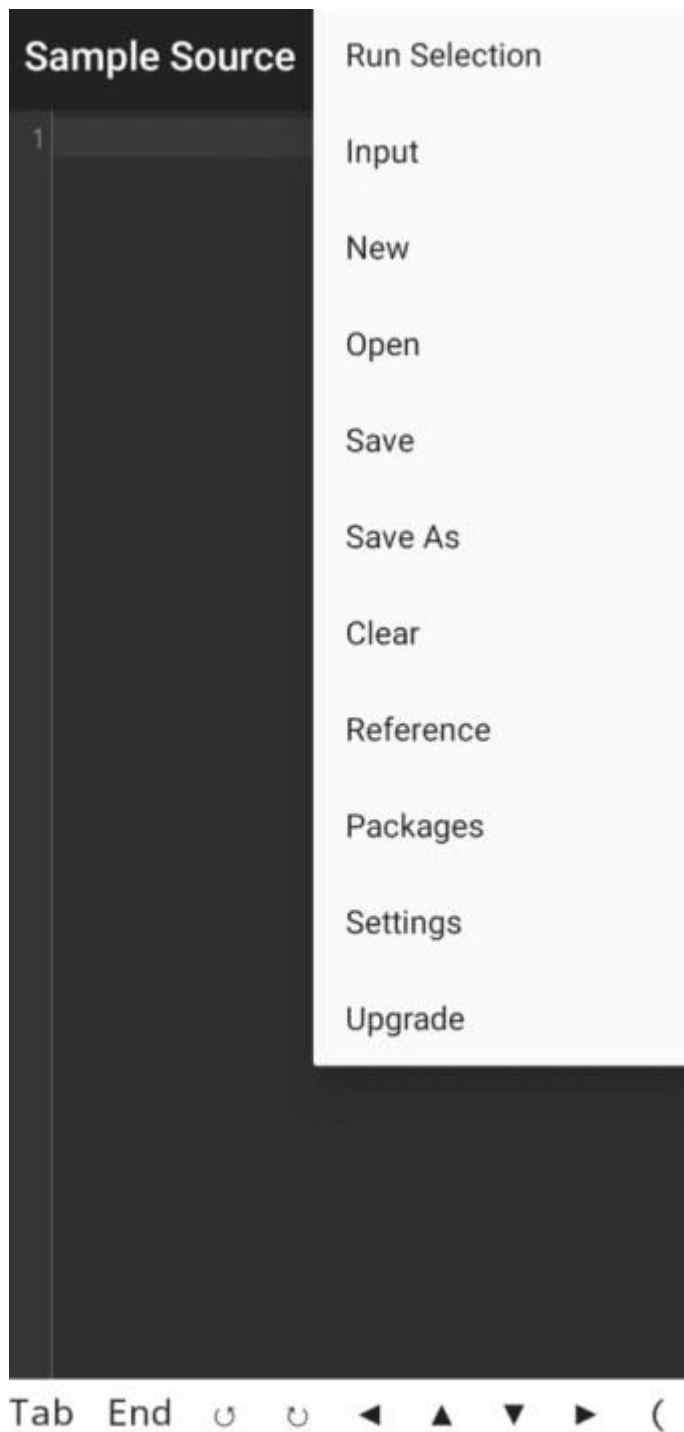 Sample Source
Run Selection
1
Input
New
Open
Save
Save As
Clear
Reference
Packages
Settings
Upgrade
Tab End ↺ ↻ ◀ ▲ ▼ ▶ (